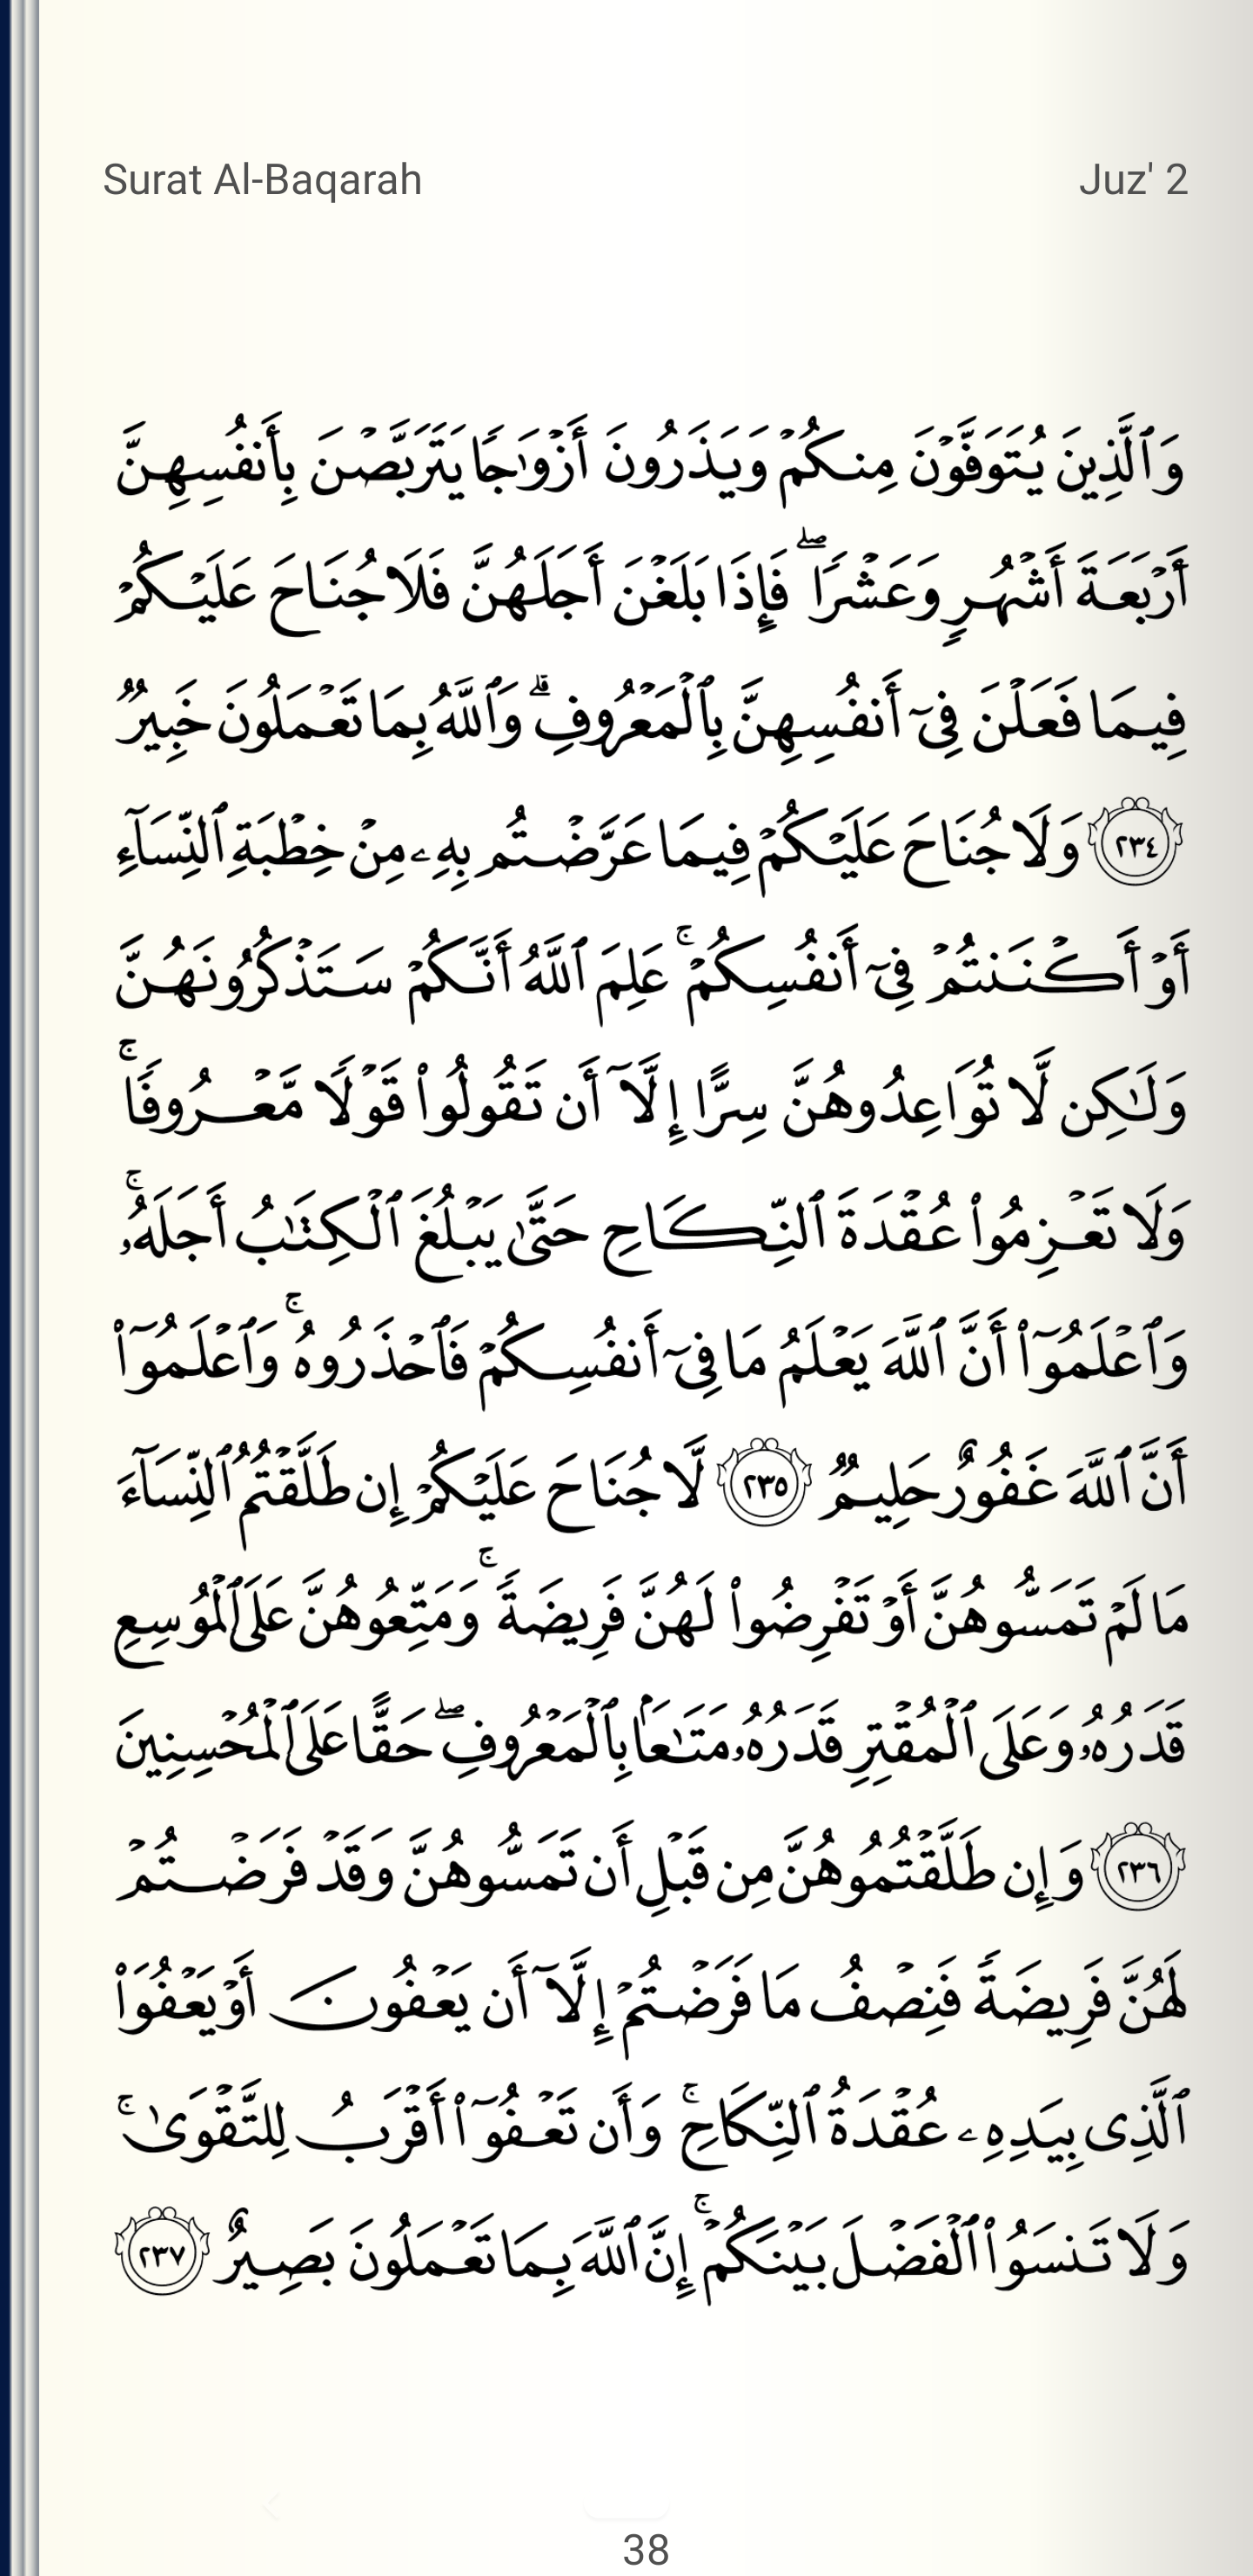 Surat Al-Baqarah Juz' 2
وَٱلَّذِينَ يُتَوَفَّوۡنَ مِنكُمۡ وَيَذَرُونَ أَزۡوَٰجٗا يَتَرَبَّصۡنَ بِأَنفُسِهِنَّ
أَرۡبَعَةَ أَشۡهُرٖ وَعَشۡرٗاۖ فَإِذَا بَلَغۡنَ أَجَلَهُنَّ فَلَا جُنَاحَ عَلَيۡكُمۡ
فِيمَا فَعَلۡنَ فِيٓ أَنفُسِهِنَّ بِٱلۡمَعۡرُوفِۗ وَٱللَّهُ بِمَا تَعۡمَلُونَ خَبِيرٞ
٢٣٤ وَلَا جُنَاحَ عَلَيۡكُمۡ فِيمَا عَرَّضۡتُم بِهِۦ مِنۡ خِطۡبَةِ ٱلنِّسَآءِ
أَوۡ أَكۡنَنتُمۡ فِيٓ أَنفُسِكُمۡۚ عَلِمَ ٱللَّهُ أَنَّكُمۡ سَتَذۡكُرُونَهُنَّ
وَلَٰكِن لَّا تُوَاعِدُوهُنَّ سِرًّا إِلَّآ أَن تَقُولُواْ قَوۡلٗا مَّعۡرُوفٗاۚ
وَلَا تَعۡزِمُواْ عُقۡدَةَ ٱلنِّكَاحِ حَتَّىٰ يَبۡلُغَ ٱلۡكِتَٰبُ أَجَلَهُۥۚ
وَٱعۡلَمُوٓاْ أَنَّ ٱللَّهَ يَعۡلَمُ مَا فِيٓ أَنفُسِكُمۡ فَٱحۡذَرُوهُۚ وَٱعۡلَمُوٓاْ
أَنَّ ٱللَّهَ غَفُورٌ حَلِيمٞ ٢٣٥ لَّا جُنَاحَ عَلَيۡكُمۡ إِن طَلَّقۡتُمُ ٱلنِّسَآءَ
مَا لَمۡ تَمَسُّوهُنَّ أَوۡ تَفۡرِضُواْ لَهُنَّ فَرِيضَةٗۚ وَمَتِّعُوهُنَّ عَلَى ٱلۡمُوسِعِ
قَدَرُهُۥ وَعَلَى ٱلۡمُقۡتِرِ قَدَرُهُۥ مَتَٰعَۢا بِٱلۡمَعۡرُوفِۖ حَقًّا عَلَى ٱلۡمُحۡسِنِينَ
٢٣٦ وَإِن طَلَّقۡتُمُوهُنَّ مِن قَبۡلِ أَن تَمَسُّوهُنَّ وَقَدۡ فَرَضۡتُمۡ
لَهُنَّ فَرِيضَةٗ فَنِصۡفُ مَا فَرَضۡتُمۡ إِلَّآ أَن يَعۡفُونَ أَوۡ يَعۡفُوَاْ
ٱلَّذِي بِيَدِهِۦ عُقۡدَةُ ٱلنِّكَاحِۚ وَأَن تَعۡفُوٓاْ أَقۡرَبُ لِلتَّقۡوَىٰۚ
وَلَا تَنسَوُاْ ٱلۡفَضۡلَ بَيۡنَكُمۡۚ إِنَّ ٱللَّهَ بِمَا تَعۡمَلُونَ بَصِيرٌ ٢٣٧
38